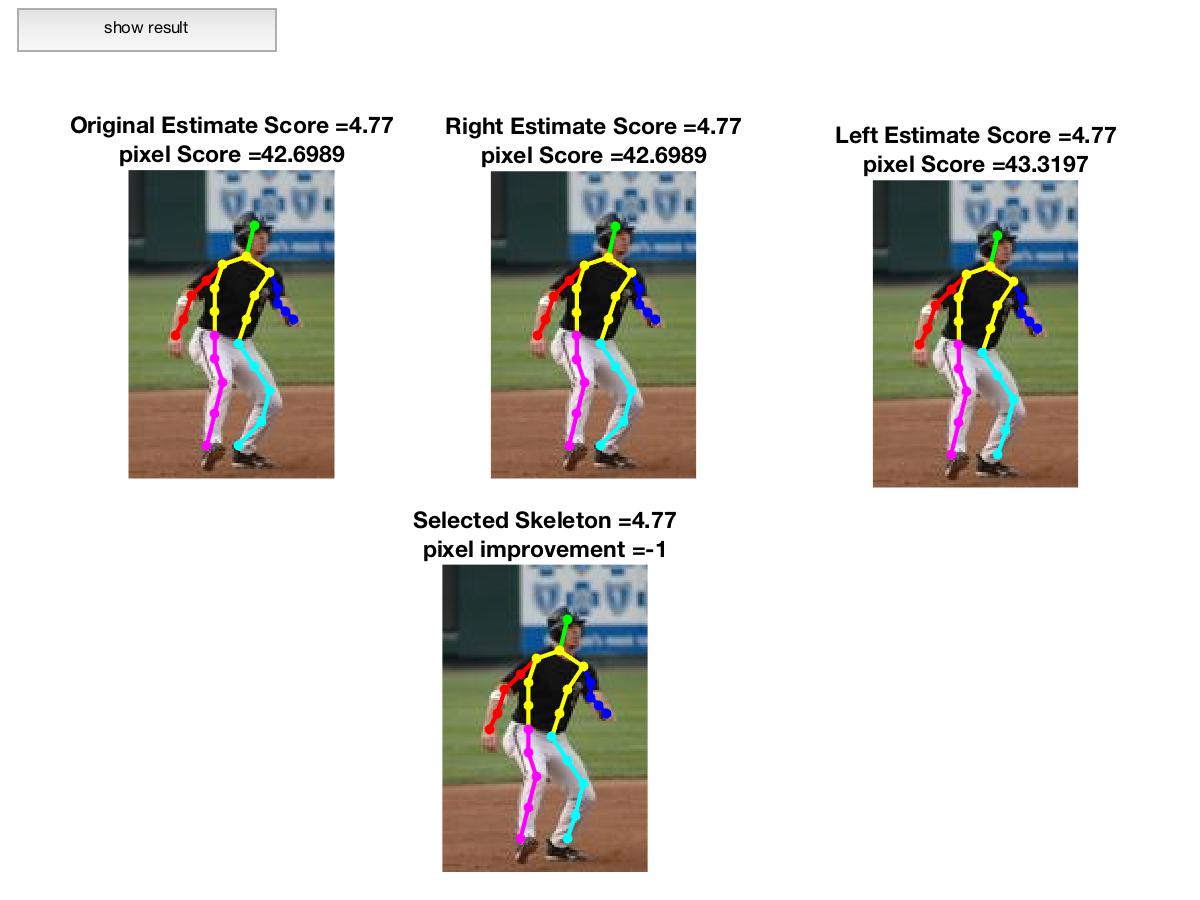 show result
Original Estimate Score =4.77
pixel Score =42.6989
Right Estimate Score =4.77
pixel Score =42.6989
Left Estimate Score =4.77
pixel Score =43.3197
Selected Skeleton =4.77
pixel improvement =-1